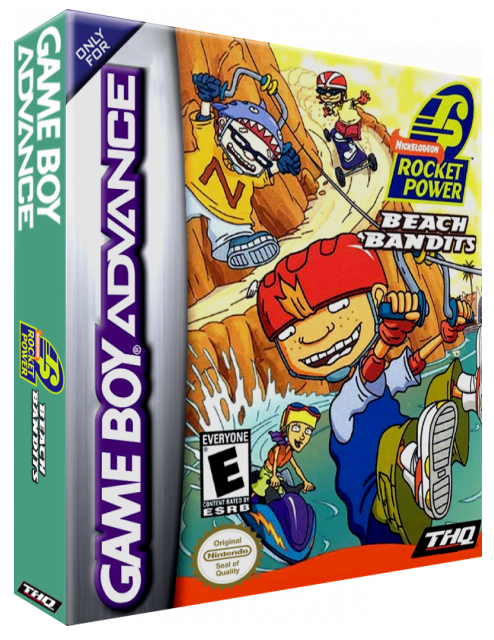 GAME BOY
ADVANCE
ROCKET
POWER
BEACH
BANDITS
THQ
ONLY
FOR
GAME BOY ADVANCE
NICKELODEON
ROCKET
POWER
BEACH
BANDITS
Z
EVERYONE
E
CONTENT RATED BY
ESRB
Original
Nintendo
Seal of
Quality
THQ